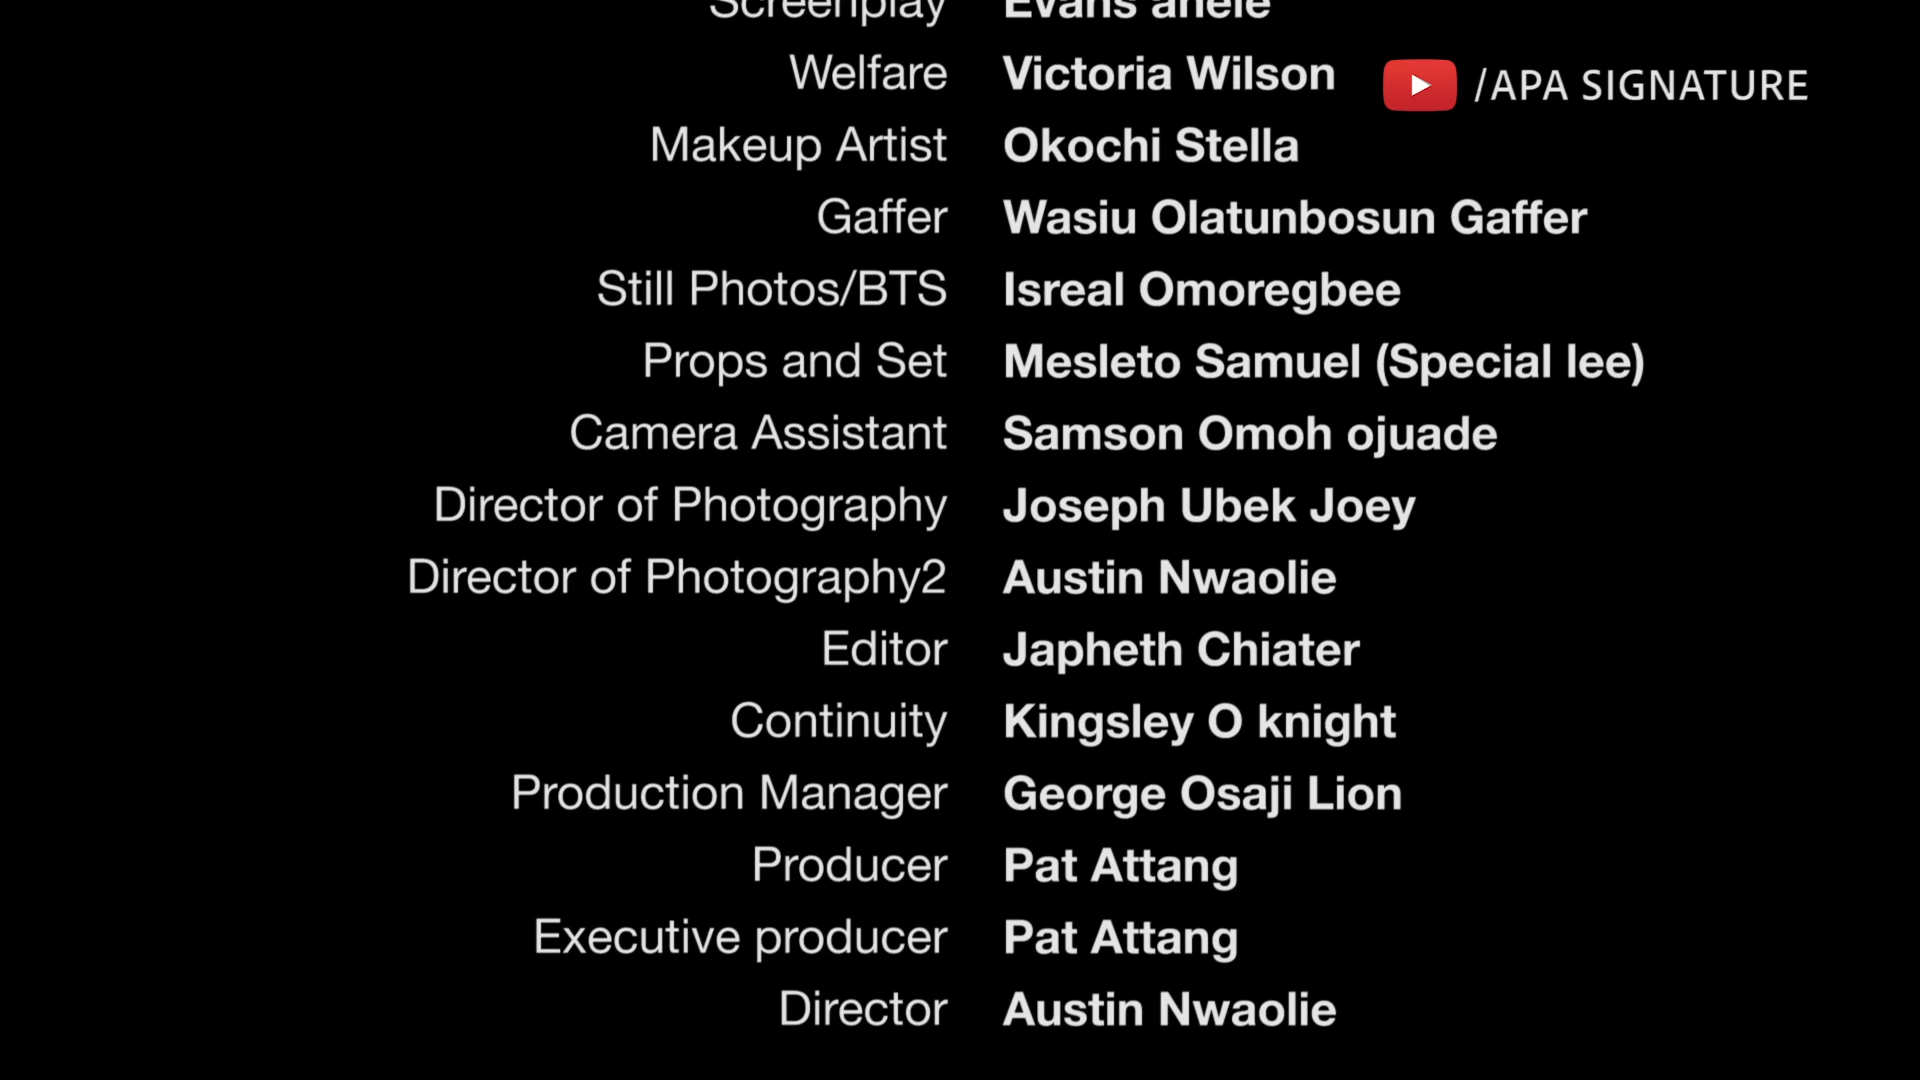 Screenplay Evans anele
Welfare Victoria Wilson
/APA SIGNATURE
Makeup Artist Okochi Stella
Gaffer Wasiu Olatunbosun Gaffer
Still Photos/BTS Isreal Omoregbee
Props and Set Mesleto Samuel (Special lee)
Camera Assistant Samson Omoh ojuade
Director of Photography Joseph Ubek Joey
Director of Photography2 Austin Nwaolie
Editor Japheth Chiater
Continuity Kingsley O knight
Production Manager George Osaji Lion
Producer Pat Attang
Executive producer Pat Attang
Director Austin Nwaolie